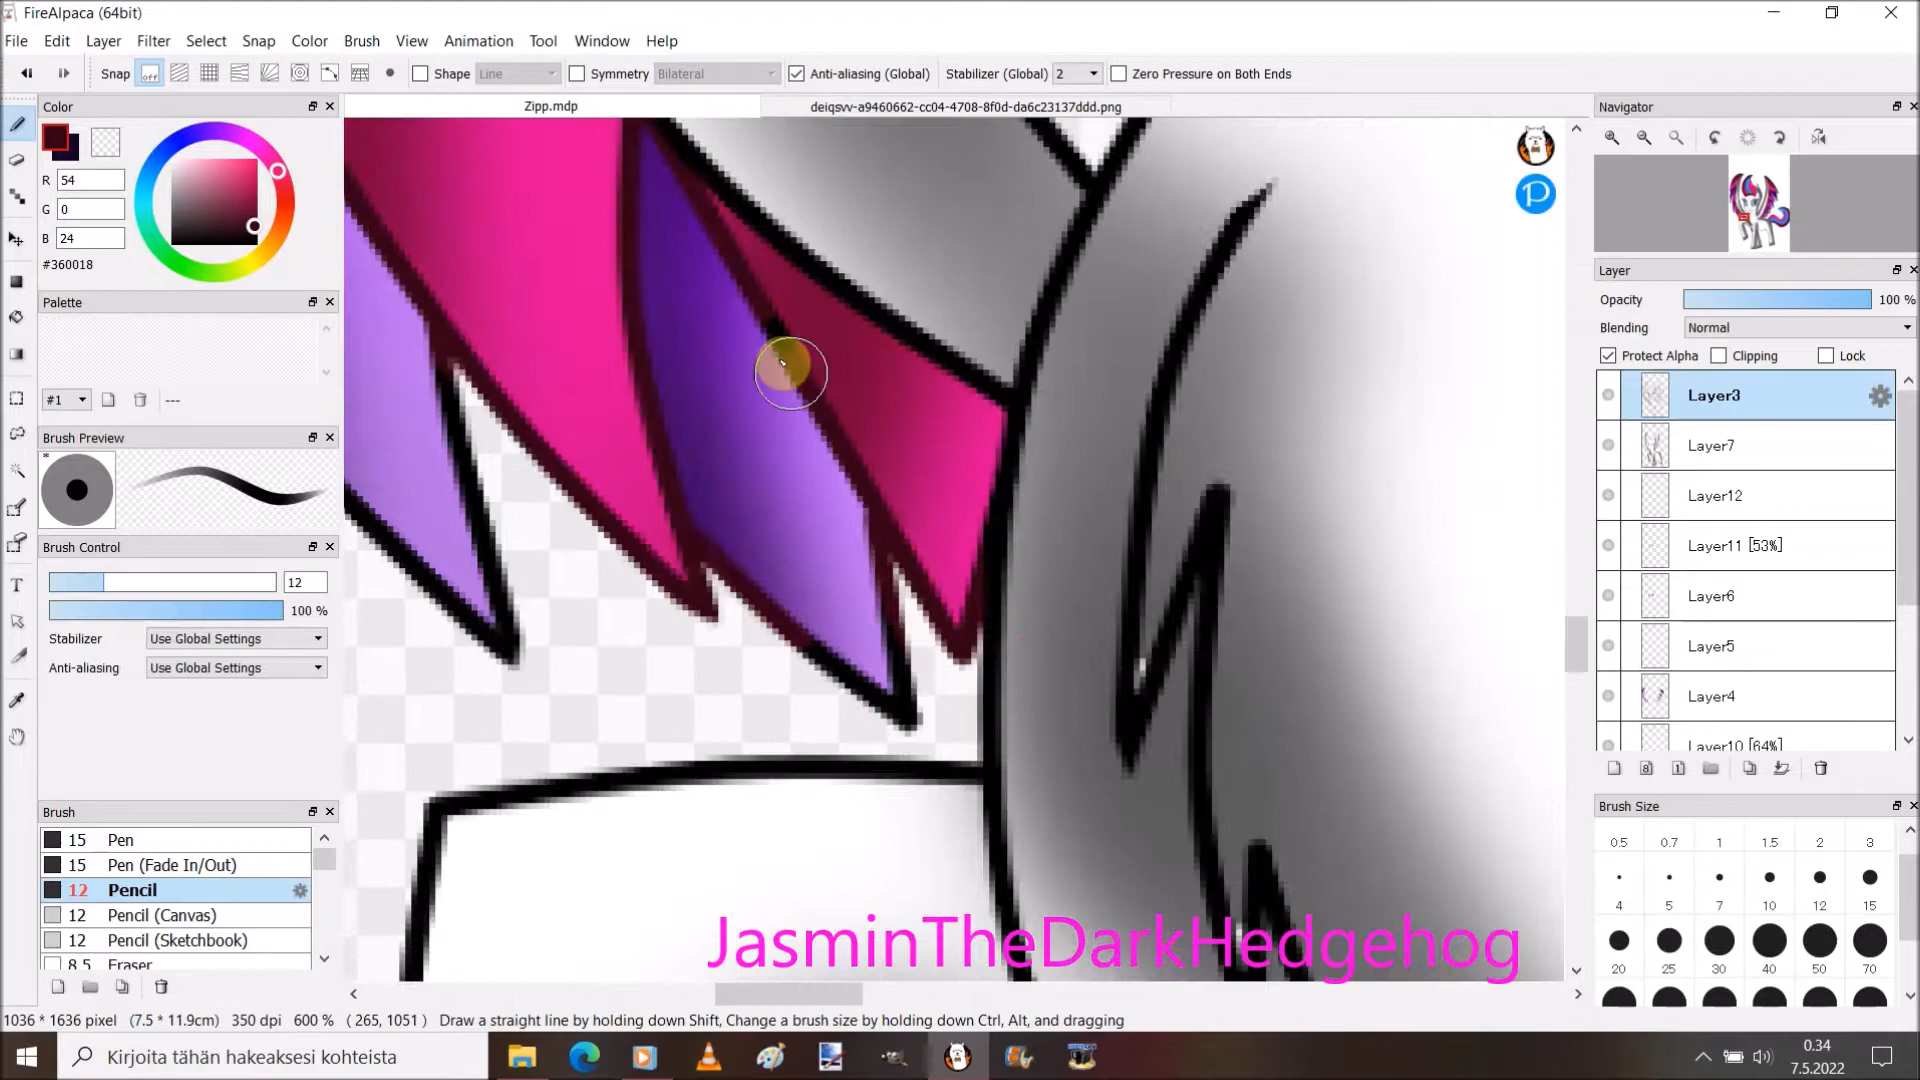 FireAlpaca (64bit)
File Edit Layer Filter Select Snap Color Brush View Animation Tool Window Help
Snap off Shape Line Symmetry Bilateral Anti-aliasing (Global) Stabilizer (Global) 2 Zero Pressure on Both Ends
Color
Zipp.mdp
deiqsvv-a9460662-cc04-4708-8f0d-da6c23137ddd.png
Navigator
R 54
G 0
B 24
#360018
Palette
#1
---
Brush Preview
Brush Control
12
100 %
Stabilizer Use Global Settings
Anti-aliasing Use Global Settings
Brush
15 Pen
15 Pen (Fade In/Out)
12 Pencil
12 Pencil (Canvas)
12 Pencil (Sketchbook)
8.5 Eraser
P
Layer
Opacity 100 %
Blending Normal
Protect Alpha Clipping Lock
Layer3
Layer7
Layer12
Layer11 [53%]
Layer6
Layer5
Layer4
Layer10 [64%]
8 1
Brush Size
0.5 0.7 1 1.5 2 3
4 5 7 10 12 15
20 25 30 40 50 70
JasminTheDarkHedgehog
1036 * 1636 pixel (7.5 * 11.9cm) 350 dpi 600 % ( 265, 1051 ) Draw a straight line by holding down Shift, Change a brush size by holding down Ctrl, Alt, and dragging
Kirjoita tähän hakeaksesi kohteista
0.34
7.5.2022